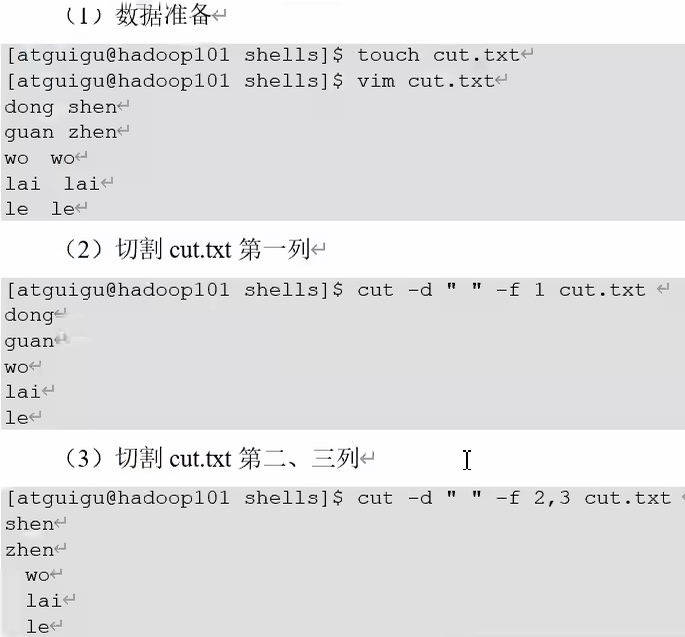 （1）数据准备↵
[atguigu@hadoop101 shells]$ touch cut.txt↵
[atguigu@hadoop101 shells]$ vim cut.txt↵
dong shen↵
guan zhen↵
wo  wo↵
lai  lai↵
le  le↵
（2）切割 cut.txt 第一列↵
[atguigu@hadoop101 shells]$ cut -d " " -f 1 cut.txt ↵
dong↵
guan↵
wo↵
lai↵
le↵
（3）切割 cut.txt 第二、三列↵
[atguigu@hadoop101 shells]$ cut -d " " -f 2,3 cut.txt ↵
shen↵
zhen↵
 wo↵
 lai↵
 le↵